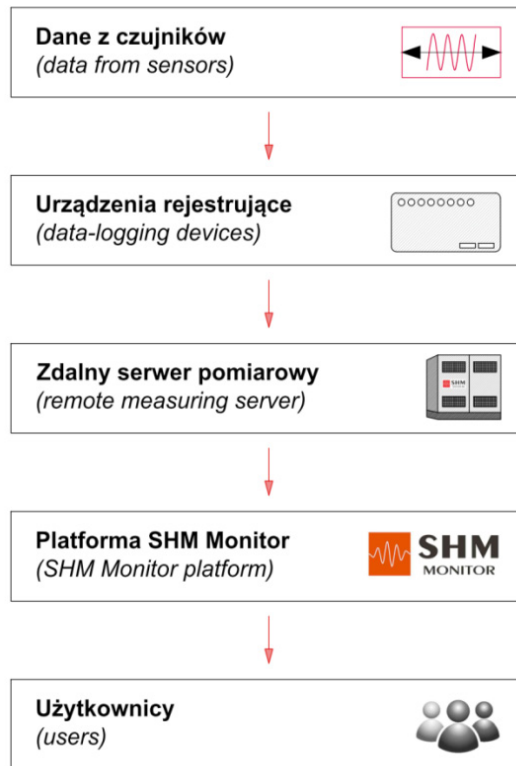 Dane z czujników
(data from sensors)
Urządzenia rejestrujące
(data-logging devices)
Zdalny serwer pomiarowy
(remote measuring server)
SHM
Platforma SHM Monitor
(SHM Monitor platform)
SHM
MONITOR
Użytkownicy
(users)